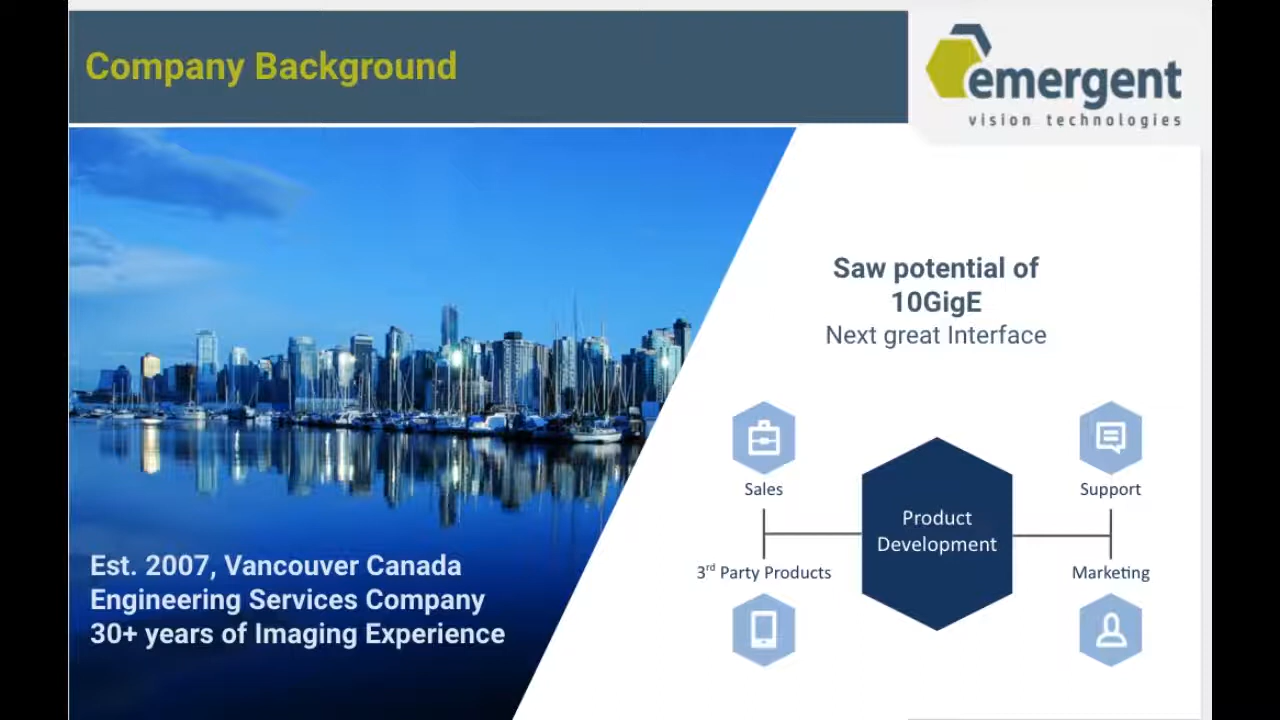 Company Background
emergent
vision technologies
Saw potential of
10GigE
Next great Interface
Sales
Support
Product
Development
3rd Party Products
Marketing
Est. 2007, Vancouver Canada
Engineering Services Company
30+ years of Imaging Experience